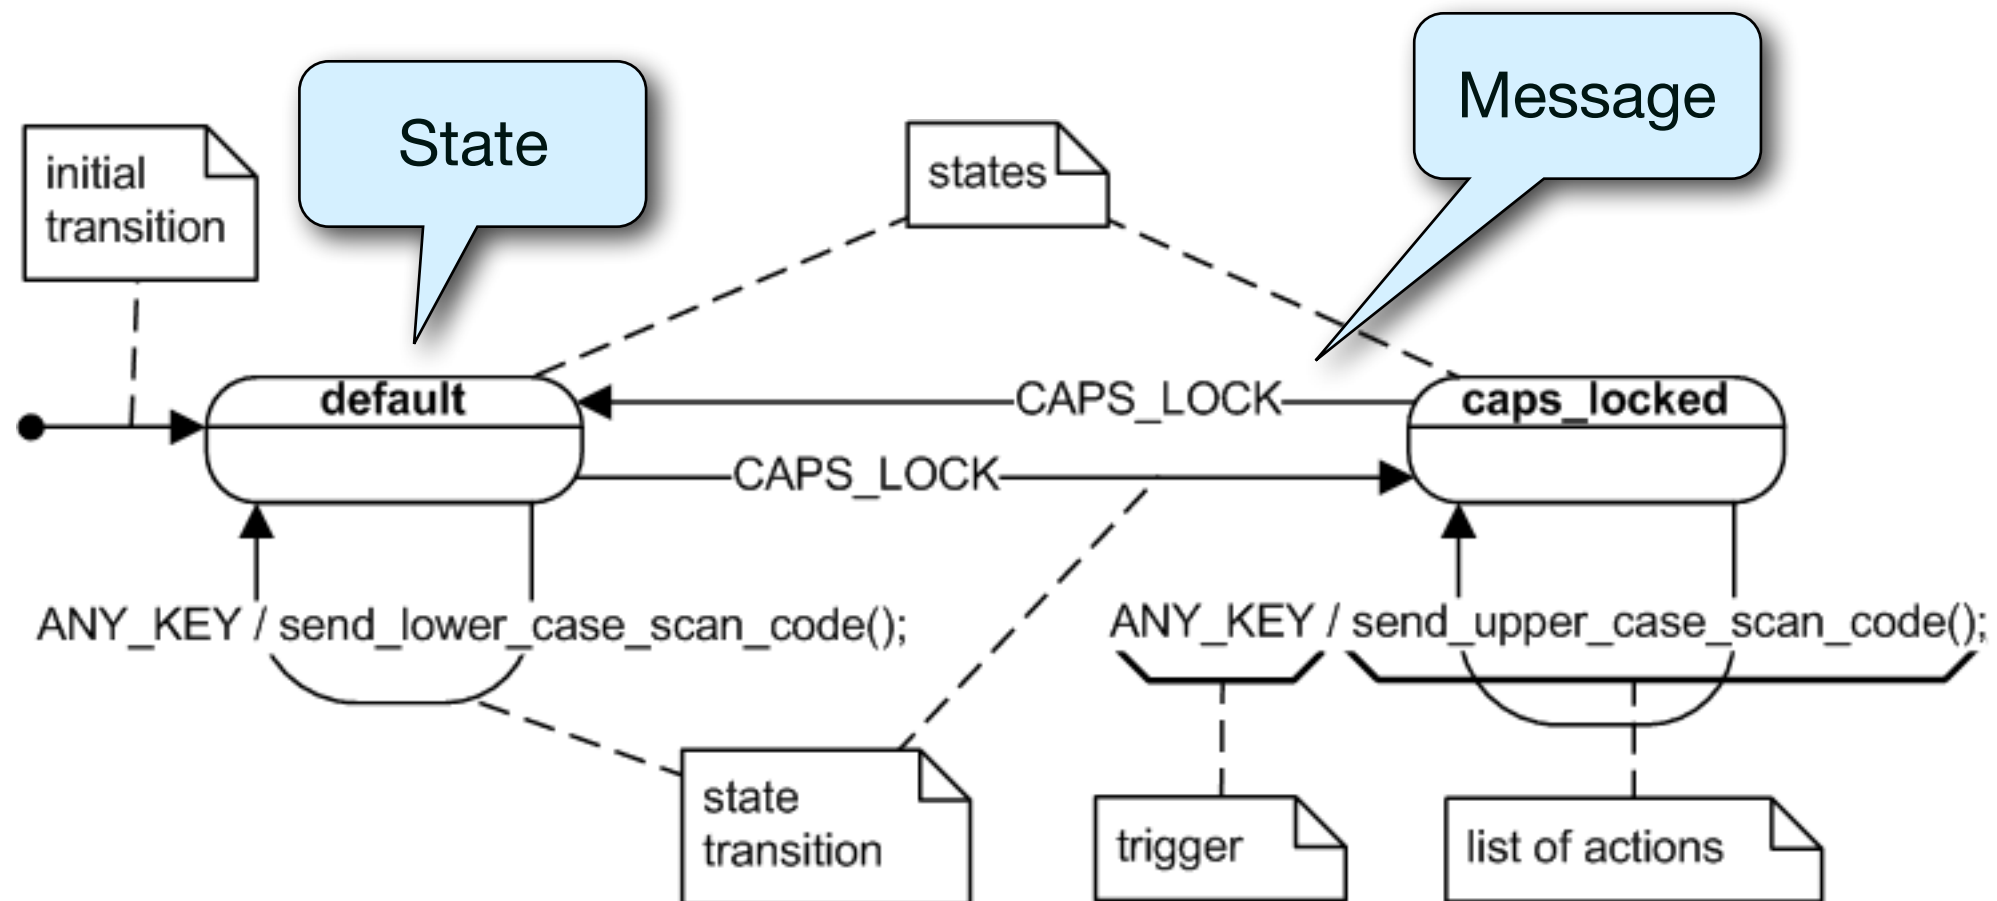 Message
State
initial
transition
states
default
CAPS_LOCK
caps_locked
CAPS_LOCK
ANY_KEY / send_lower_case_scan_code();
ANY_KEY / send_upper_case_scan_code();
state
transition
trigger
list of actions